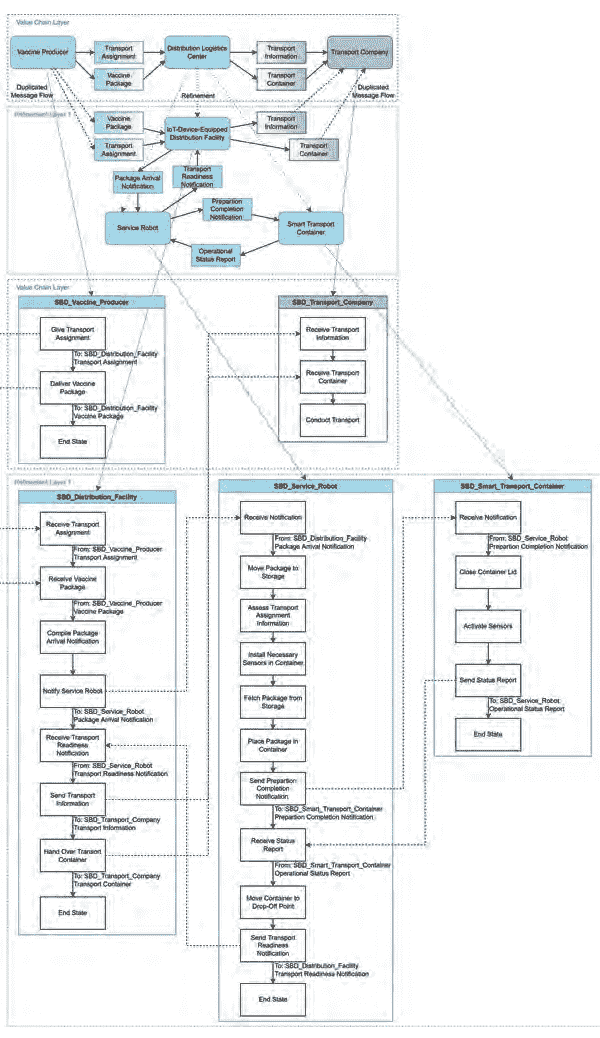 Value Chain Layer
Vaccine Producer
Transport
Assignment
Vaccine
Package
Distribution Logistics
Center
Transport
Information
Transport
Container
Transport Company
Duplicated
Message Flow
Refinement
Duplicated
Message Flow
Refinement Layer 1
Vaccine
Package
Transport
Assignment
IoT-Device-Equipped
Distribution Facility
Transport
Information
Transport
Container
Package Arrival
Notification
Transport
Readiness
Notification
Service Robot
Prepartion
Completion
Notification
Smart Transport
Container
Operational
Status Report
Value Chain Layer
SBD_Vaccine_Producer
Give Transport
Assignment
To: SBD_Distribution_Facility
Transport Assignment
Deliver Vaccine
Package
To: SBD_Distribution_Facility
Vaccine Package
End State
SBD_Transport_Company
Receive Transport
Information
Receive Transport
Container
Conduct Transport
Refinement Layer 1
SBD_Distribution_Facility
Receive Transport
Assignment
From: SBD_Vaccine_Producer
Transport Assignment
Receive Vaccine
Package
From: SBD_Vaccine_Producer
Vaccine Package
Compile Package
Arrival Notification
Notify Service Robot
To: SBD_Service_Robot
Package Arrival Notification
Receive Transport
Readiness
Notification
From: SBD_Service_Robot
Transport Readiness Notification
Send Transport
Information
To: SBD_Transport_Company
Transport Information
Hand Over Transort
Container
To: SBD_Transport_Company
Transport Container
End State
SBD_Service_Robot
Receive Notification
From: SBD_Distribution_Facility
Package Arrival Notification
Move Package to
Storage
Assess Transport
Assignment
Information
Install Necessary
Sensors in Container
Fetch Package from
Storage
Place Package in
Container
Send Prepartion
Completion
Notification
To: SBD_Smart_Transport_Container
Prepartion Completion Notification
Receive Status
Report
From: SBD_Smart_Transport_Container
Operational Status Report
Move Container to
Drop-Off Point
Send Transport
Readiness
Notification
To: SBD_Distribution_Facility
Transport Readiness Notification
End State
SBD_Smart_Transport_Container
Receive Notification
From: SBD_Service_Robot
Prepartion Completion Notification
Close Container Lid
Activate Sensors
Send Status Report
To: SBD_Service_Robot
Operational Status Report
End State